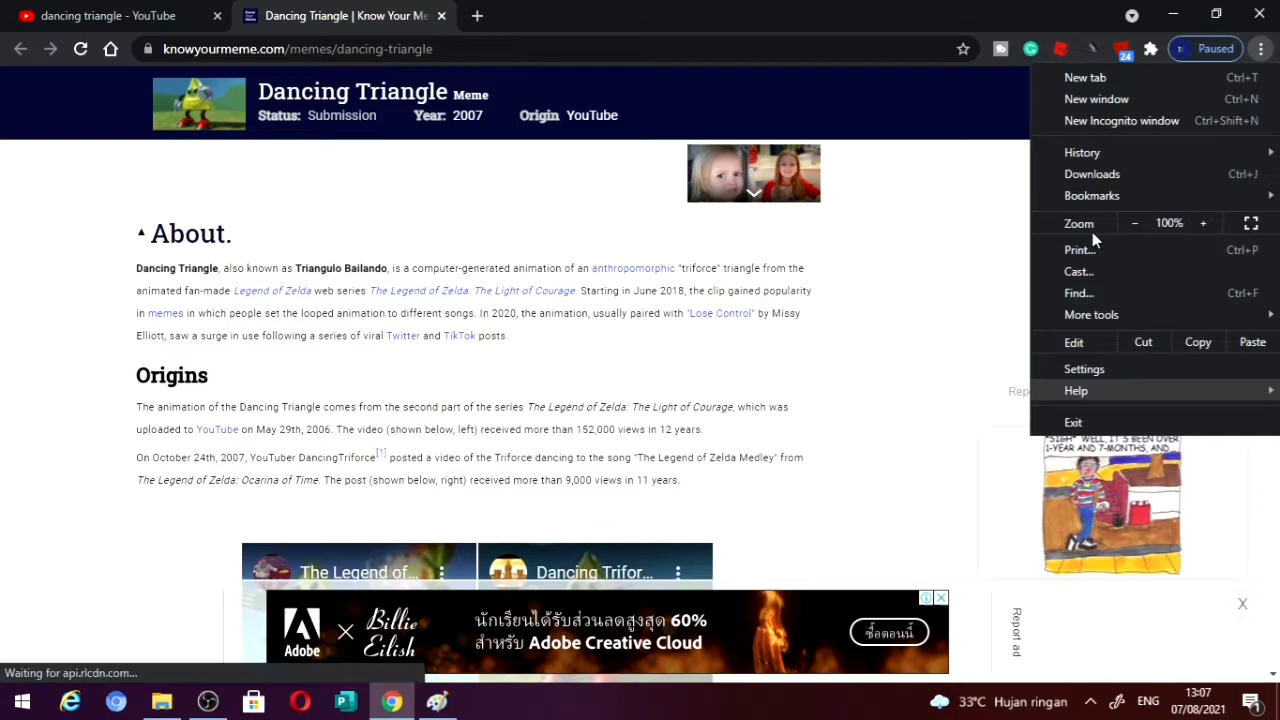 dancing triangle - YouTube
Dancing Triangle | Know Your Me
knowyourmeme.com/memes/dancing-triangle
24
Paused
Dancing Triangle Meme
Status: Submission Year: 2007 Origin YouTube
New tab Ctrl+T
New window Ctrl+N
New Incognito window Ctrl+Shift+N
History
Downloads Ctrl+J
Bookmarks
Zoom - 100% +
Print... Ctrl+P
Cast...
Find... Ctrl+F
More tools
Edit Cut Copy Paste
Settings
Help
Exit
About.
Dancing Triangle, also known as Triangulo Bailando, is a computer-generated animation of an anthropomorphic "triforce" triangle from the
animated fan-made Legend of Zelda web series The Legend of Zelda: The Light of Courage. Starting in June 2018, the clip gained popularity
in memes in which people set the looped animation to different songs. In 2020, the animation, usually paired with "Lose Control" by Missy
Elliott, saw a surge in use following a series of viral Twitter and TikTok posts.
Origins
The animation of the Dancing Triangle comes from the second part of the series The Legend of Zelda: The Light of Courage, which was
uploaded to YouTube on May 29th, 2006. The video (shown below, left) received more than 152,000 views in 12 years.
On October 24th, 2007, YouTuber DancingTriforce[1] posted a video of the Triforce dancing to the song "The Legend of Zelda Medley" from
The Legend of Zelda: Ocarina of Time. The post (shown below, right) received more than 9,000 views in 11 years.
Repo
*SIGH* WELL, IT'S BEEN OVER
1-YEAR AND 7-MONTHS, AND...
The Legend of...
Dancing Trifor...
Adobe
Billie
Eilish
นักเรียนได้รับส่วนลดสูงสุด 60%
สำหรับ Adobe Creative Cloud
ซื้อตอนนี้
Report ad
X
Waiting for api.rlcdn.com...
33°C Hujan ringan
ENG
13:07
07/08/2021
1